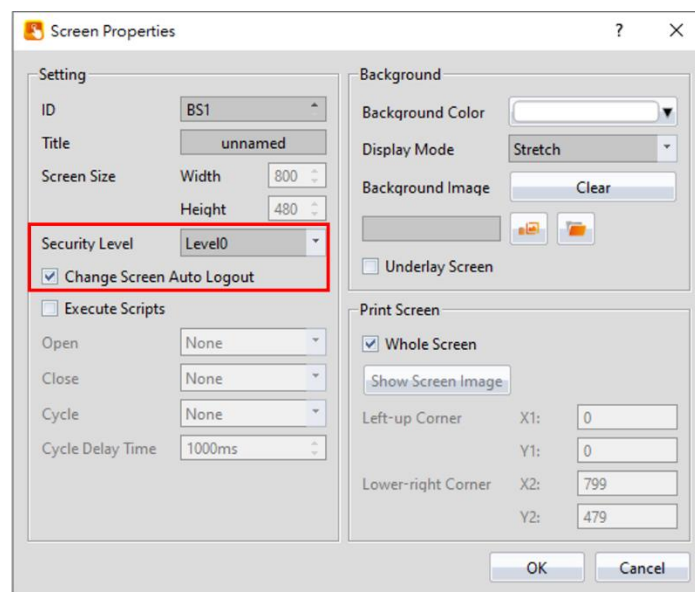 Screen Properties
?
Setting
ID
BS1
Title
unnamed
Screen Size
Width
800
Height
480
Security Level
Level0
Change Screen Auto Logout
Execute Scripts
Open
None
Close
None
Cycle
None
Cycle Delay Time
1000ms
Background
Background Color
Display Mode
Stretch
Background Image
Clear
Underlay Screen
Print Screen
Whole Screen
Show Screen Image
Left-up Corner
X1:
0
Y1:
0
Lower-right Corner
X2:
799
Y2:
479
OK
Cancel